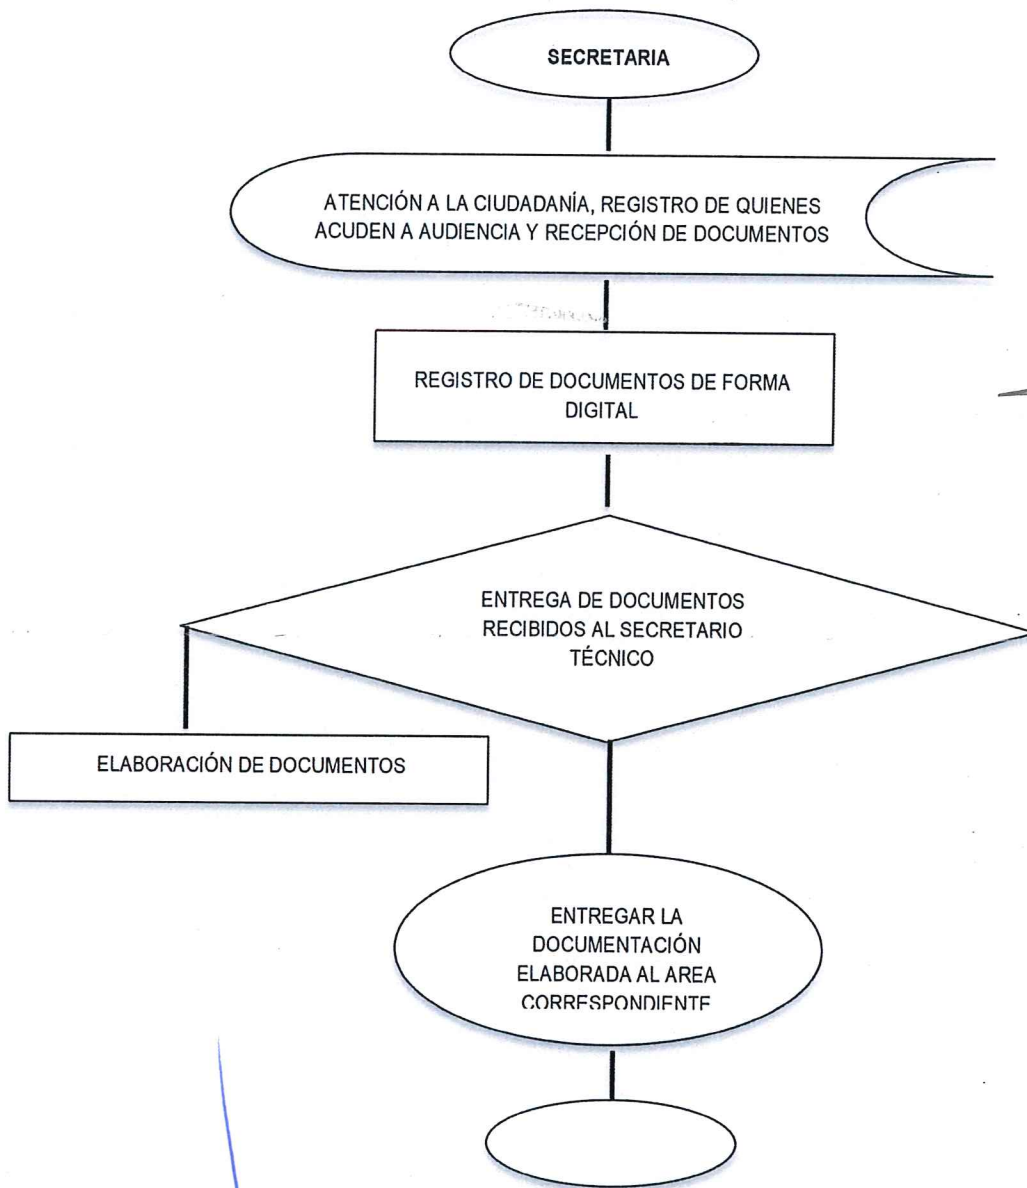 SECRETARIA
ATENCIÓN A LA CIUDADANÍA, REGISTRO DE QUIENES
ACUDEN A AUDIENCIA Y RECEPCIÓN DE DOCUMENTOS
REGISTRO DE DOCUMENTOS DE FORMA
DIGITAL
ENTREGA DE DOCUMENTOS
RECIBIDOS AL SECRETARIO
TÉCNICO
ELABORACIÓN DE DOCUMENTOS
ENTREGAR LA
DOCUMENTACIÓN
ELABORADA AL AREA
CORRESPONDIENTE